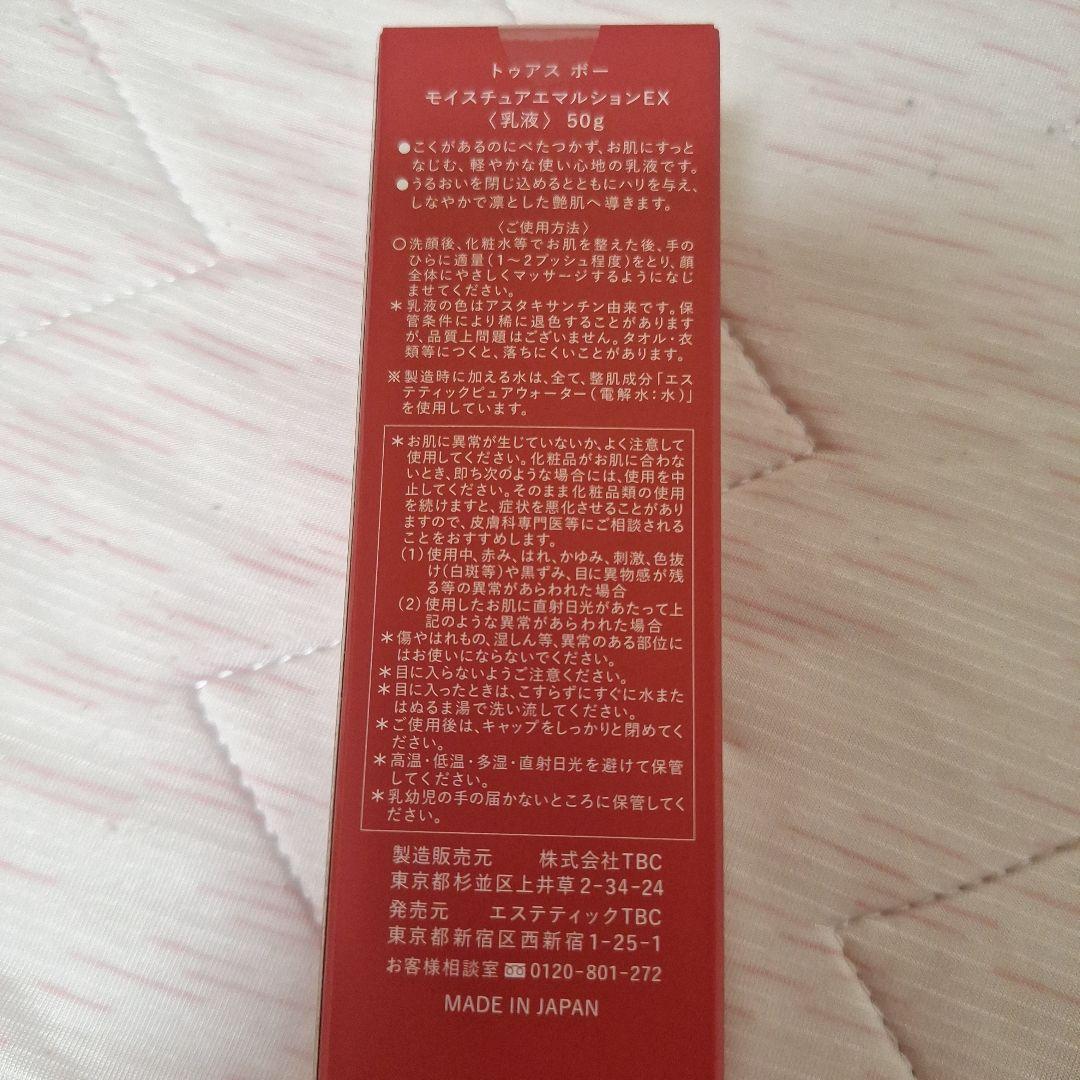 トゥアス ボー
モイスチュアエマルションEX
〈乳液〉 50g
●こくがあるのにべたつかず、お肌にすっと
なじむ、軽やかな使い心地の乳液です。
●うるおいを閉じ込めるとともにハリを与え、
しなやかで凛とした艶肌へ導きます。
〈ご使用方法〉
○洗顔後、化粧水等でお肌を整えた後、手の
ひらに適量(1～2プッシュ程度)をとり、顔
全体にやさしくマッサージするようになじ
ませてください。
＊乳液の色はアスタキサンチン由来です。保
管条件により稀に退色することがあります
が、品質上問題はございません。タオル・衣
類等につくと、落ちにくいことがあります。
※製造時に加える水は、全て、整肌成分「エス
テティックピュアウォーター(電解水:水)」
を使用しています。
＊お肌に異常が生じていないか、よく注意して
使用してください。化粧品がお肌に合わな
いとき、即ち次のような場合には、使用を中
止してください。そのまま化粧品類の使用
を続けますと、症状を悪化させることがあり
ますので、皮膚科専門医等にご相談される
ことをおすすめします。
(1)使用中、赤み、はれ、かゆみ、刺激、色抜
け(白斑等)や黒ずみ、目に異物感が残
る等の異常があらわれた場合
(2)使用したお肌に直射日光があたって上
記のような異常があらわれた場合
＊傷やはれもの、湿しん等、異常のある部位に
はお使いにならないでください。
＊目に入らないようご注意ください。
＊目に入ったときは、こすらずにすぐに水また
はぬるま湯で洗い流してください。
＊ご使用後は、キャップをしっかりと閉めてく
ださい。
＊高温・低温・多湿・直射日光を避けて保管
してください。
＊乳幼児の手の届かないところに保管してく
ださい。
製造販売元 株式会社TBC
東京都杉並区上井草2-34-24
発売元 エステティックTBC
東京都新宿区西新宿1-25-1
お客様相談室 0120-801-272
MADE IN JAPAN